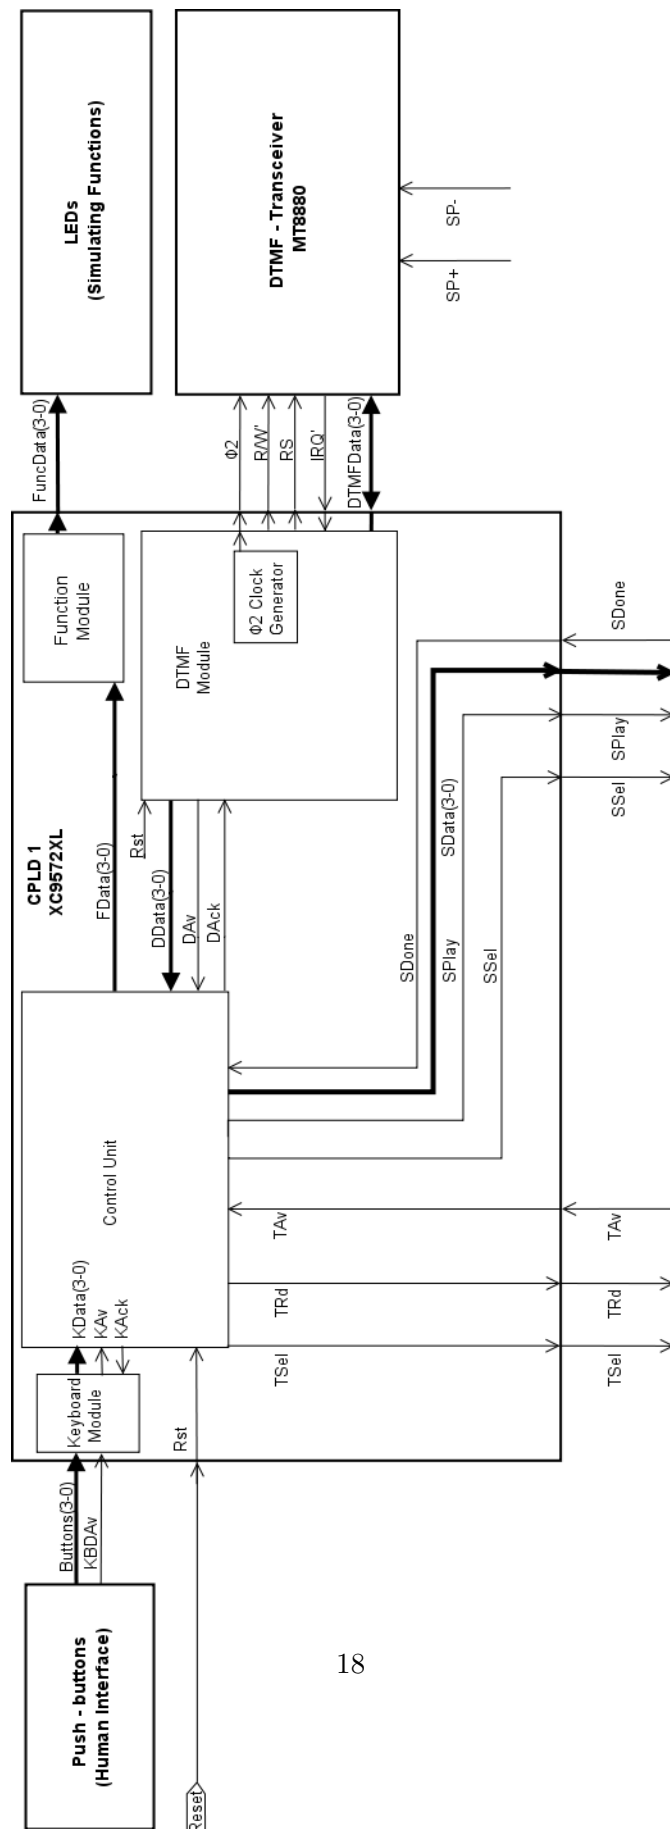 LEDs
(Simulating Functions)
DTMF - Transceiver
MT8880
SP-
SP+
FuncData(3-0)
Φ2
R/W'
RS
IRQ'
DTMFData(3-0)
Function
Module
Φ2 Clock
Generator
DTMF
Module
SDone
SPlay
SSel
CPLD 1
XC9572XL
FData(3-0)
Rst
DData(3-0)
DAv
DAck
SDone
SData(3-0)
SPlay
SSel
Control Unit
KData(3-0)
KAv
KAck
TAv
TRd
TSel
TAv
TRd
TSel
Keyboard
Module
Rst
Buttons(3-0)
KBDAv
Push - buttons
(Human Interface)
Reset
18